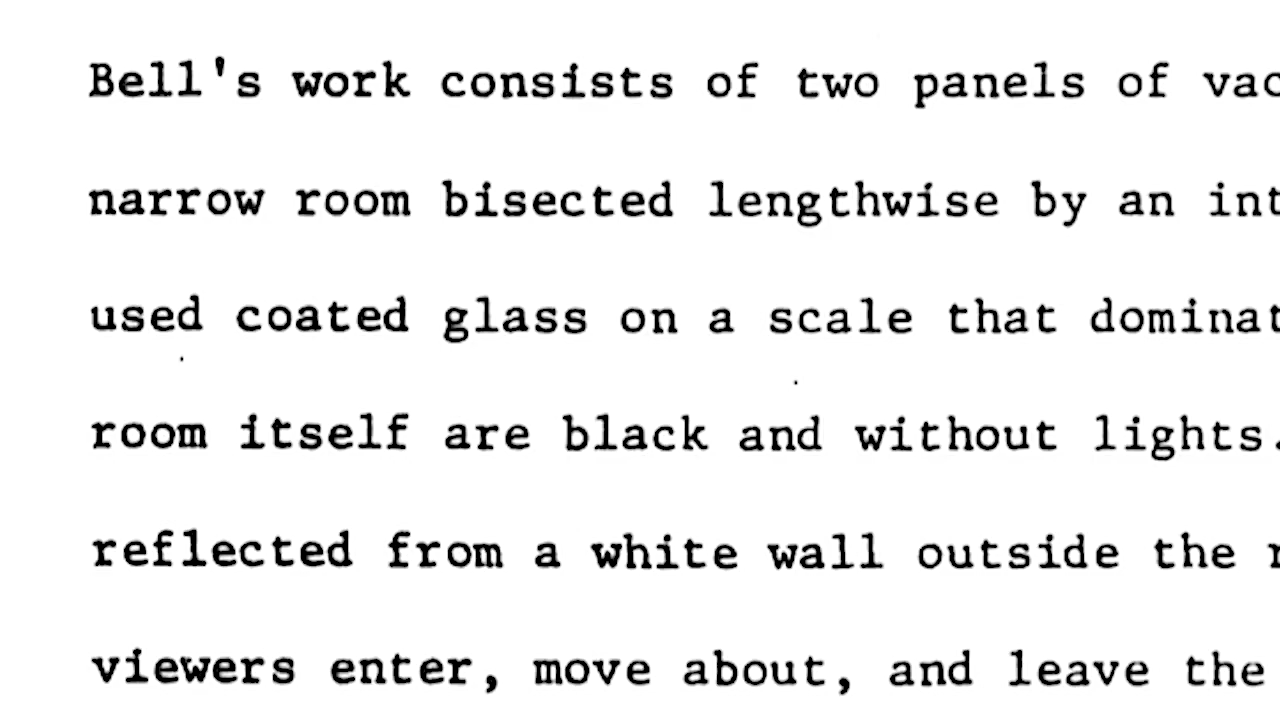 Bell's work consists of two panels of vac
narrow room bisected lengthwise by an int
used coated glass on a scale that dominat
room itself are black and without lights.
reflected from a white wall outside the r
viewers enter, move about, and leave the